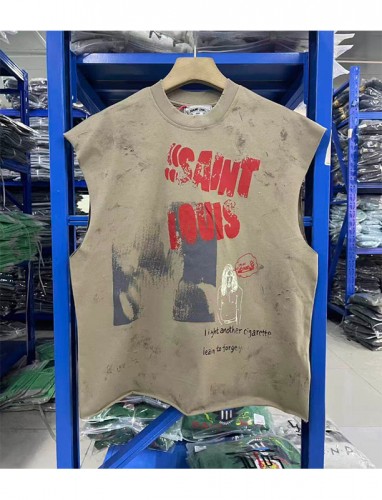 SAINT
LOUIS
light another cigarette
learn to forget